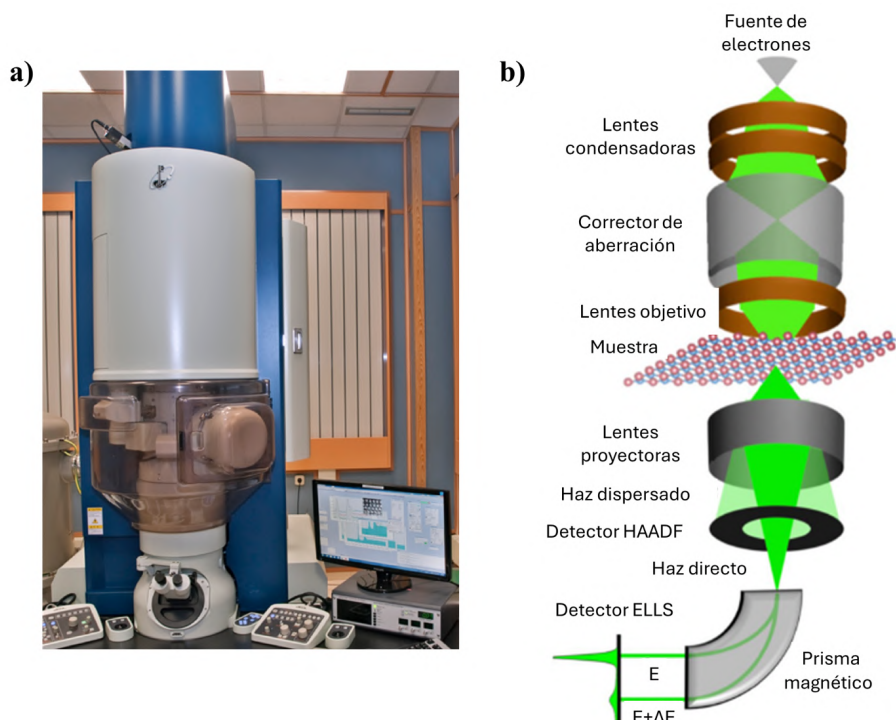 a)
b)
Fuente de
electrones
Lentes
condensadoras
Corrector de
aberración
Lentes objetivo
Muestra
Lentes
proyectoras
Haz dispersado
Detector HAADF
Haz directo
Detector ELLS
Prisma
magnético
E
E+ΔE